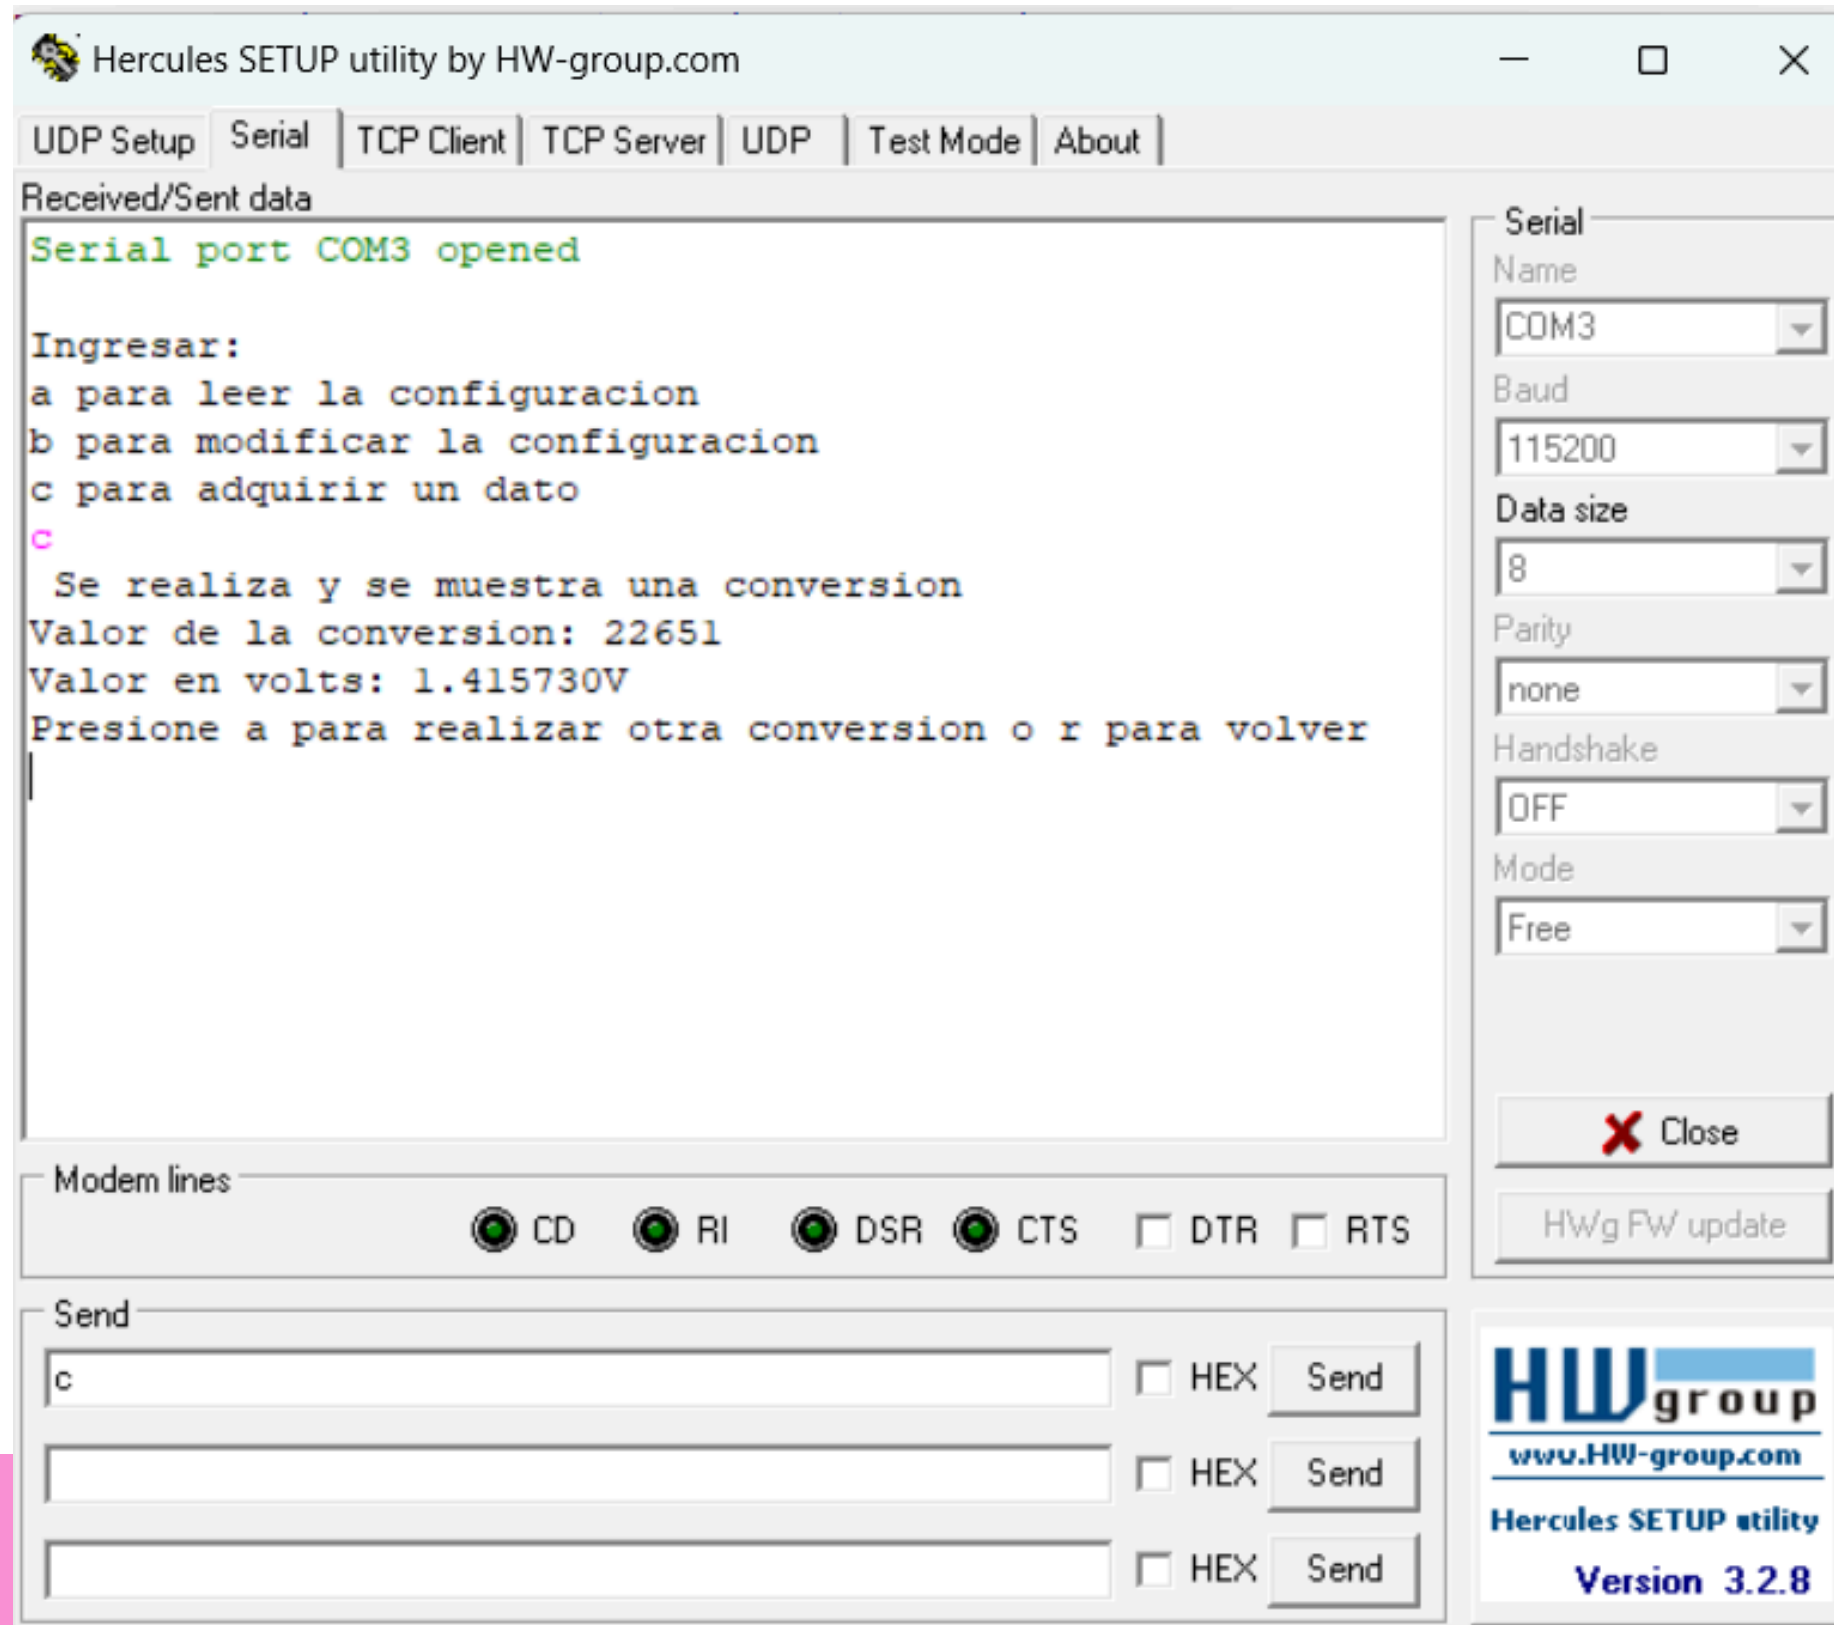 Hercules SETUP utility by HW-group.com
UDP Setup Serial TCP Client TCP Server UDP Test Mode About
Received/Sent data
Serial port COM3 opened
Ingresar:
a para leer la configuracion
b para modificar la configuracion
c para adquirir un dato
c
Se realiza y se muestra una conversion
Valor de la conversion: 22651
Valor en volts: 1.415730V
Presione a para realizar otra conversion o r para volver
Serial
Name
COM3
Baud
115200
Data size
8
Parity
none
Handshake
OFF
Mode
Free
Close
HWg FW update
Modem lines
CD RI DSR CTS DTR RTS
Send
c HEX Send
HEX Send
HEX Send
HW group
www.HW-group.com
Hercules SETUP utility
Version 3.2.8